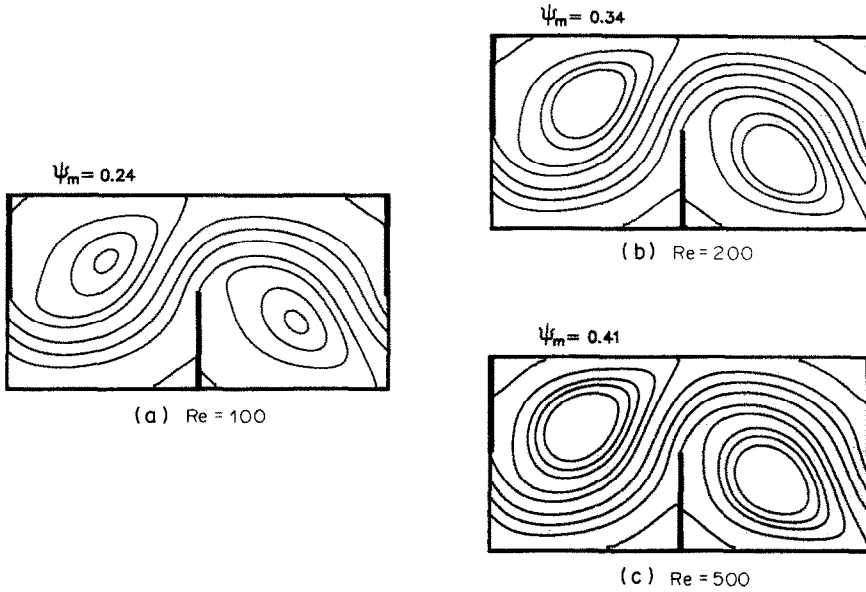 ψm = 0.24
(a) Re = 100
ψm = 0.34
(b) Re = 200
ψm = 0.41
(c) Re = 500